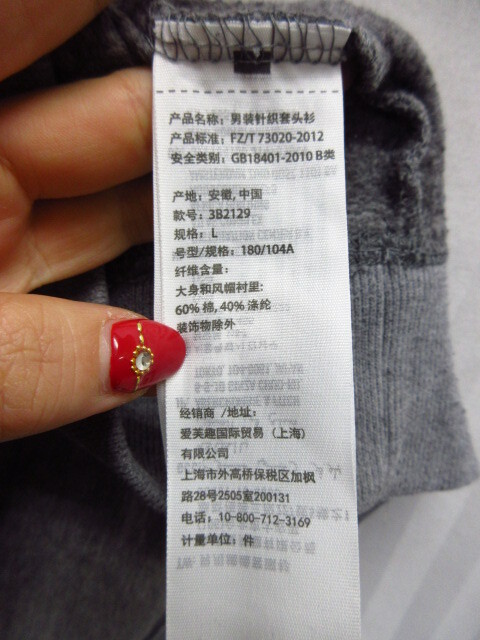 产品名称: 男装针织套头衫
产品标准: FZ/T 73020-2012
安全类别: GB18401-2010 B类
产地: 安徽, 中国
款号: 3B2129
规格: L
号型/规格: 180/104A
纤维含量:
大身和风帽衬里:
60% 棉, 40% 涤纶
装饰物除外
经销商 /地址:
爱芙趣国际贸易 (上海)
有限公司
上海市外高桥保税区加枫
路28号2505室200131
电话: 10-800-712-3169
计量单位: 件